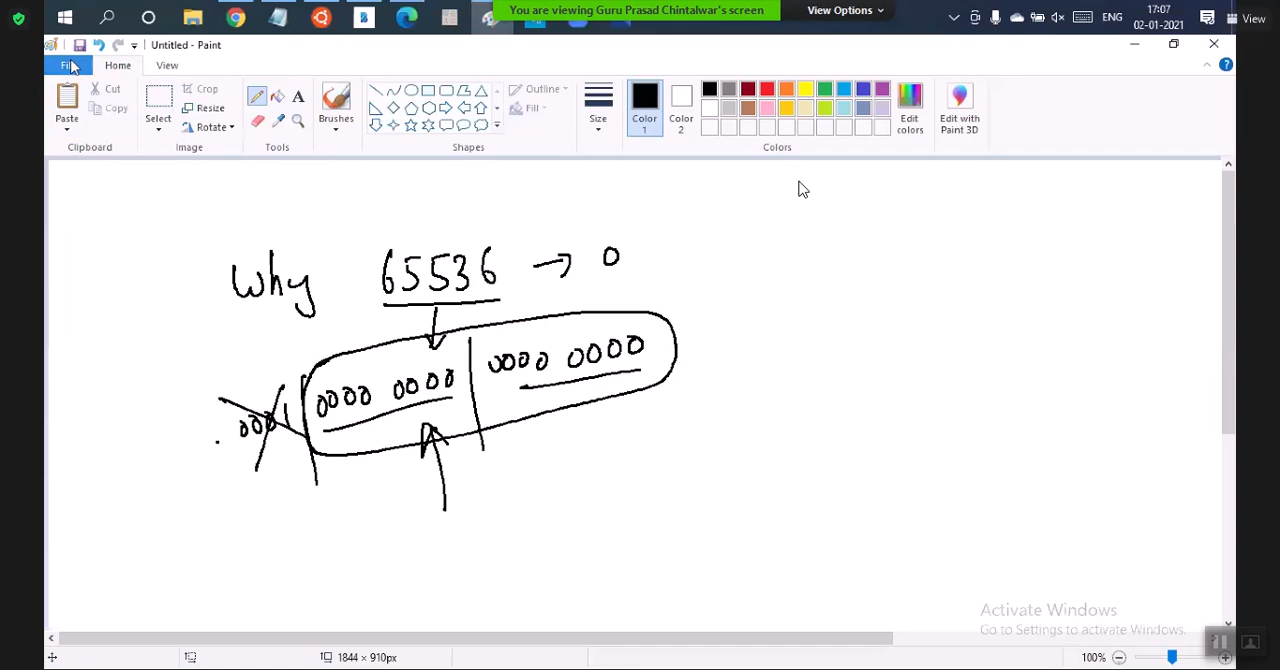 You are viewing Guru Prasad Chintalwar's screen
View Options
ENG
17:07
02-01-2021
View
Untitled - Paint
File
Home
View
Paste
Cut
Copy
Clipboard
Select
Crop
Resize
Rotate
Image
A
Tools
Brushes
Outline
Fill
Shapes
Size
Color 1
Color 2
Edit colors
Colors
Edit with Paint 3D
Why 65536 → 0
0001 0000 0000 0000 0000
Activate Windows
Go to Settings to activate Windows.
1844 × 910px
100%